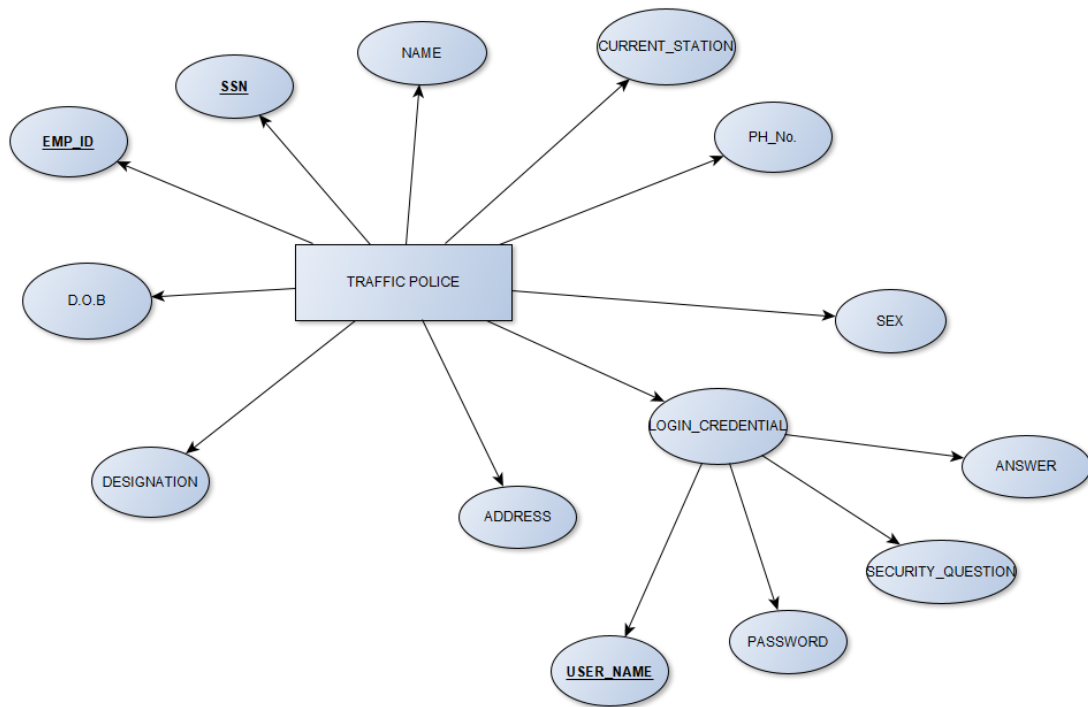 CURRENT_STATION
NAME
SSN
PH_No.
EMP_ID
TRAFFIC POLICE
D.O.B
SEX
LOGIN_CREDENTIAL
ANSWER
DESIGNATION
ADDRESS
SECURITY_QUESTION
PASSWORD
USER_NAME